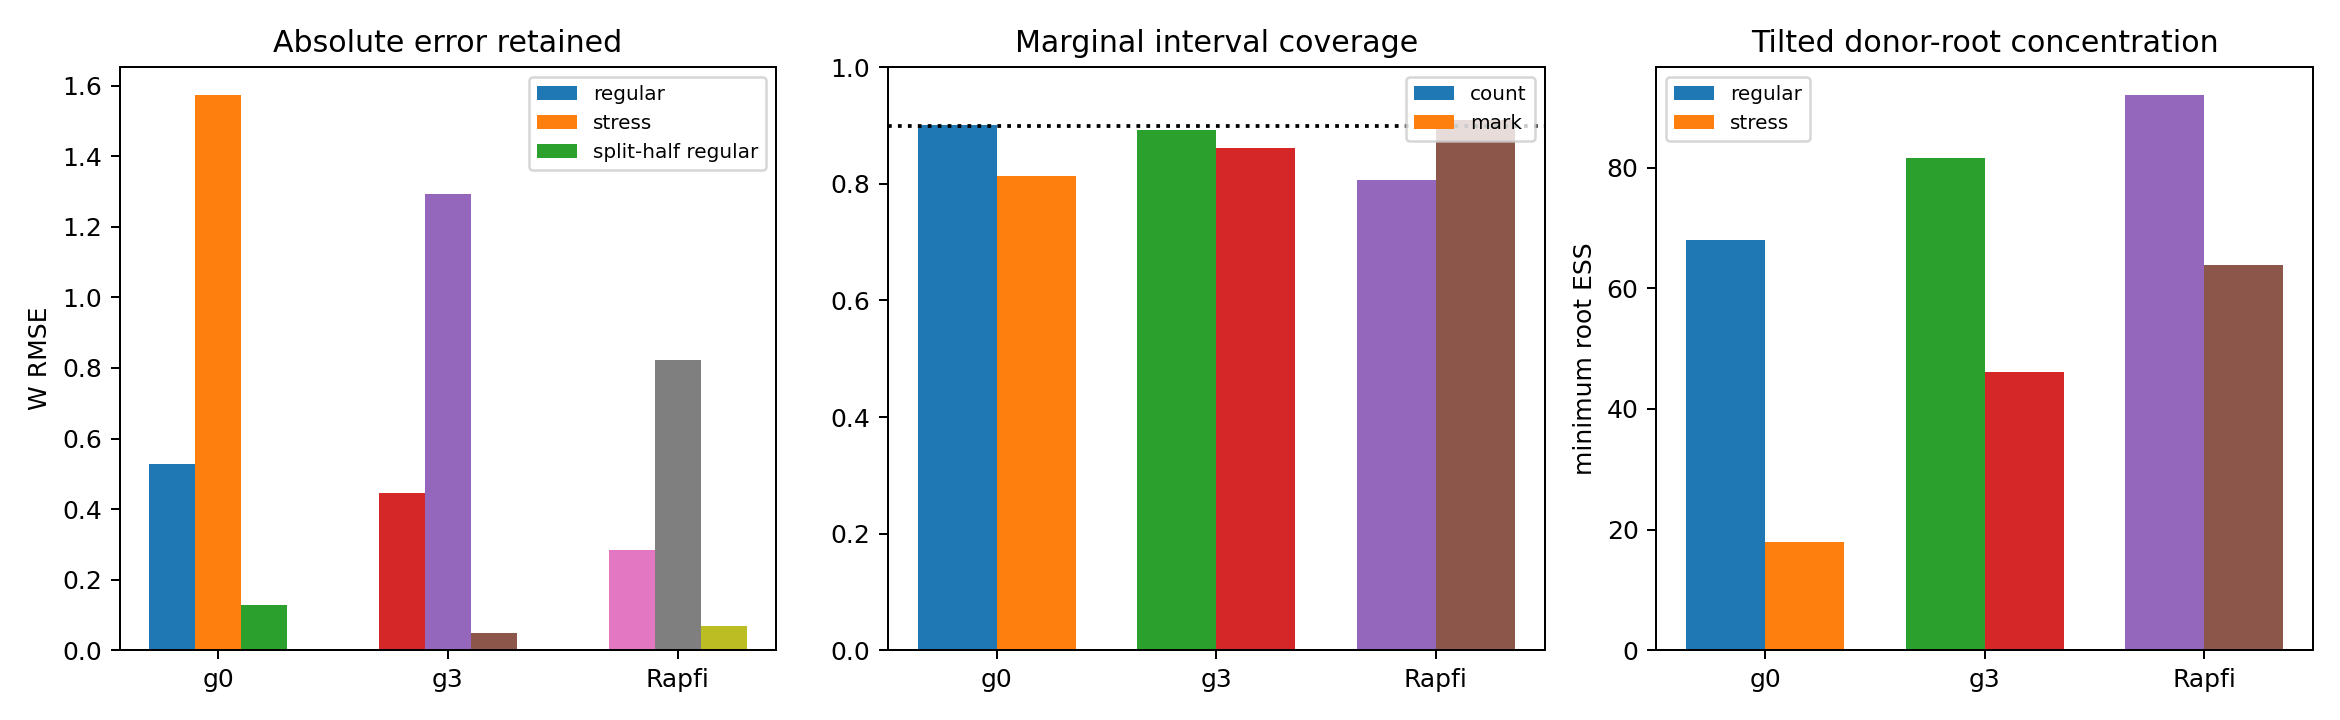 Absolute error retained
W RMSE
1.6
1.4
1.2
1.0
0.8
0.6
0.4
0.2
0.0
regular
stress
split-half regular
g0
g3
Rapfi
Marginal interval coverage
1.0
0.8
0.6
0.4
0.2
0.0
count
mark
g0
g3
Rapfi
Tilted donor-root concentration
minimum root ESS
80
60
40
20
0
regular
stress
g0
g3
Rapfi